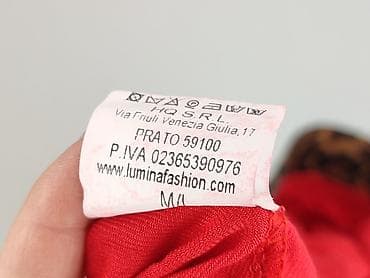 HQ S.R.L
Via Friuli Venezia Giulia, 17
PRATO 59100
P.IVA 02365390976
www.luminafashion.com
M/L